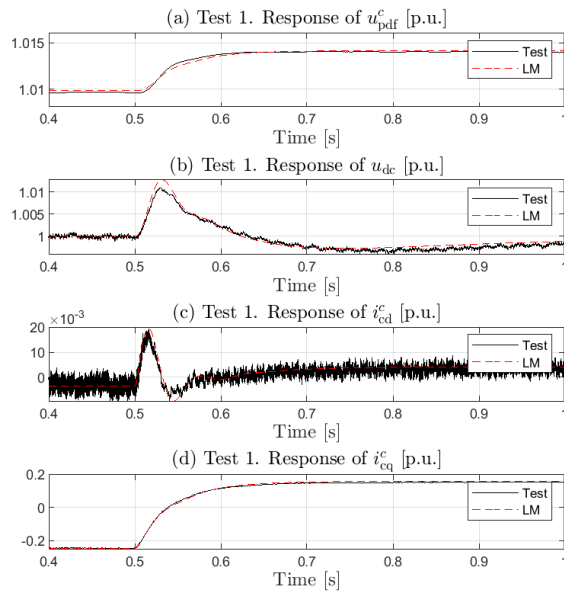 (a) Test 1. Response of u^c_pdf [p.u.]
1.015
1.01
Test
LM
0.4 0.5 0.6 0.7 0.8 0.9 1
Time [s]
(b) Test 1. Response of u_dc [p.u.]
1.01
1.005
1
Test
LM
0.4 0.5 0.6 0.7 0.8 0.9 1
Time [s]
(c) Test 1. Response of i^c_cd [p.u.]
×10^-3
20
10
0
Test
LM
0.4 0.5 0.6 0.7 0.8 0.9 1
Time [s]
(d) Test 1. Response of i^c_cq [p.u.]
0.2
0
-0.2
Test
LM
0.4 0.5 0.6 0.7 0.8 0.9 1
Time [s]